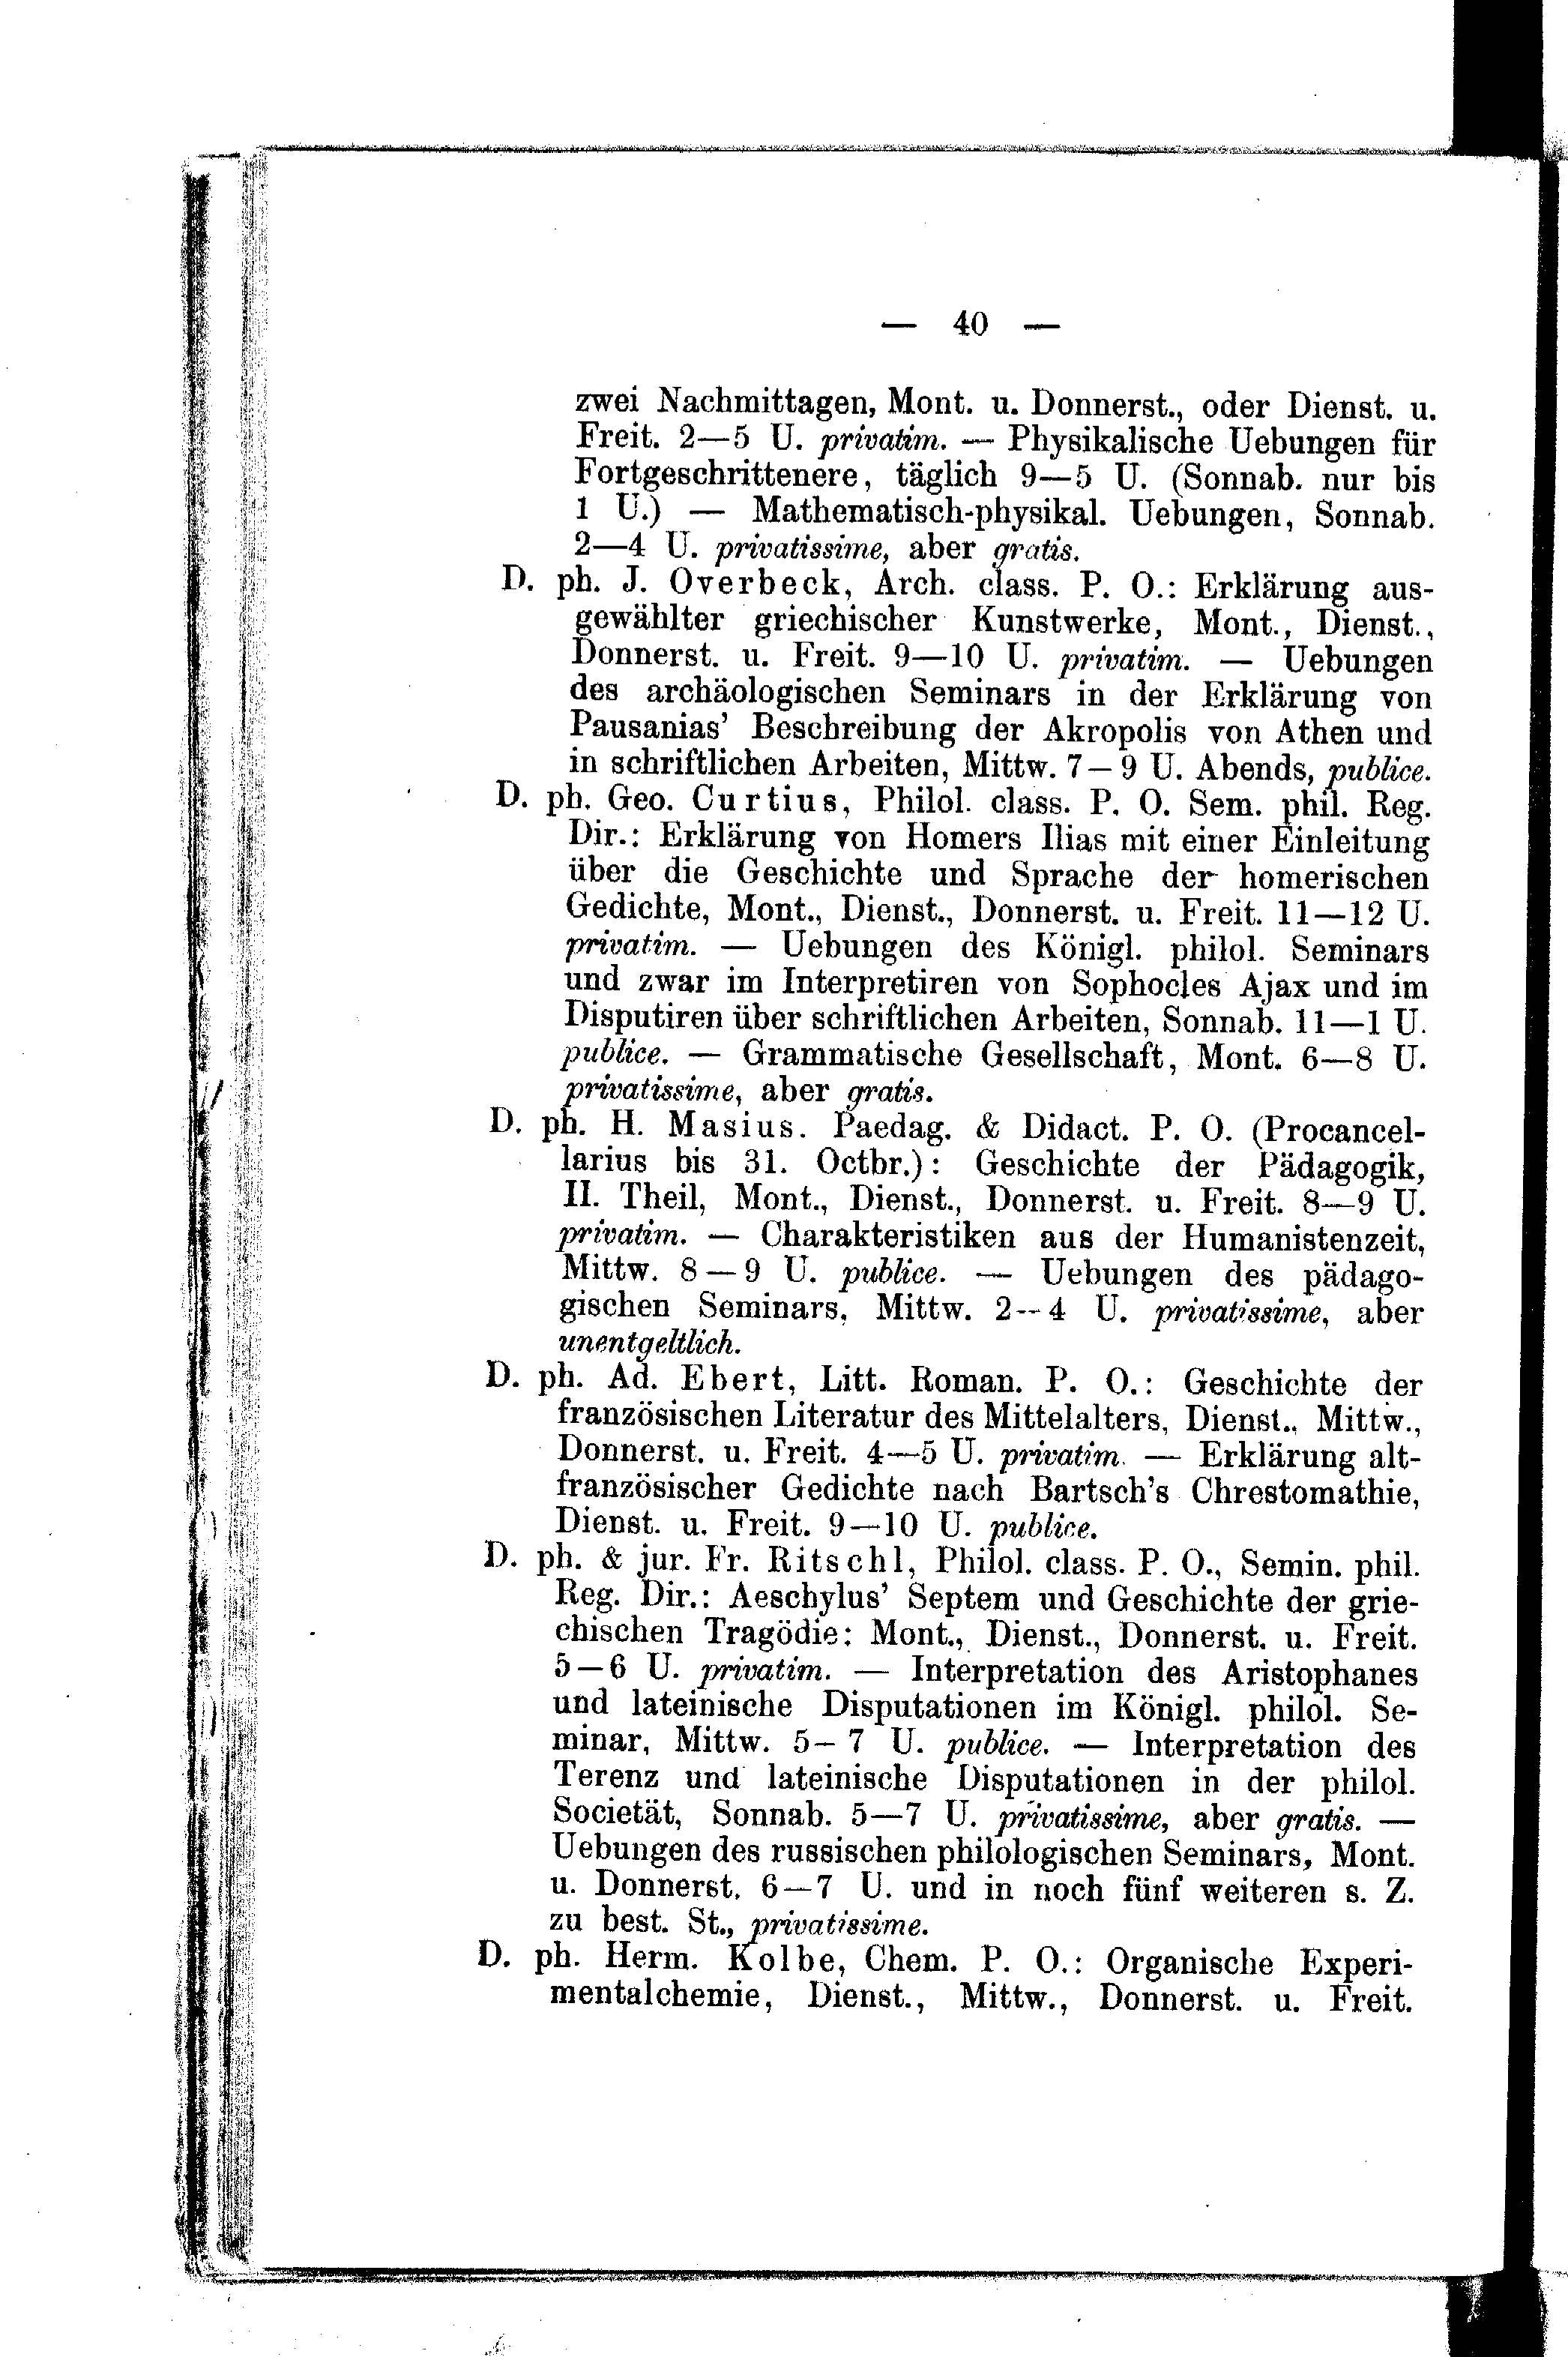 — 40 —
zwei Nachmittagen, Mont. u. Donnerst., oder Dienst. u.
Freit. 2—5 U. privatim. — Physikalische Uebungen für
Fortgeschrittenere, täglich 9—5 U. (Sonnab. nur bis
1 U.) — Mathematisch-physikal. Uebungen, Sonnab.
2—4 U. privatissime, aber gratis.
D. ph. J. Overbeck, Arch. class. P. O.: Erklärung aus-
gewählter griechischer Kunstwerke, Mont., Dienst.,
Donnerst. u. Freit. 9—10 U. privatim. — Uebungen
des archäologischen Seminars in der Erklärung von
Pausanias' Beschreibung der Akropolis von Athen und
in schriftlichen Arbeiten, Mittw. 7—9 U. Abends, publice.
D. ph. Geo. Curtius, Philol. class. P. O. Sem. phil. Reg.
Dir.: Erklärung von Homers Ilias mit einer Einleitung
über die Geschichte und Sprache der homerischen
Gedichte, Mont., Dienst., Donnerst. u. Freit. 11—12 U.
privatim. — Uebungen des Königl. philol. Seminars
und zwar im Interpretiren von Sophocles Ajax und im
Disputiren über schriftlichen Arbeiten, Sonnab. 11—1 U.
publice. — Grammatische Gesellschaft, Mont. 6—8 U.
privatissime, aber gratis.
D. ph. H. Masius. Paedag. & Didact. P. O. (Procancel-
larius bis 31. Octbr.): Geschichte der Pädagogik,
II. Theil, Mont., Dienst., Donnerst. u. Freit. 8—9 U.
privatim. — Charakteristiken aus der Humanistenzeit,
Mittw. 8—9 U. publice. — Uebungen des pädago-
gischen Seminars, Mittw. 2—4 U. privatissime, aber
unentgeltlich.
D. ph. Ad. Ebert, Litt. Roman. P. O.: Geschichte der
französischen Literatur des Mittelalters, Dienst., Mittw.,
Donnerst. u. Freit. 4—5 U. privatim. — Erklärung alt-
französischer Gedichte nach Bartsch's Chrestomathie,
Dienst. u. Freit. 9—10 U. publice.
D. ph. & jur. Fr. Ritschl, Philol. class. P. O., Semin. phil.
Reg. Dir.: Aeschylus' Septem und Geschichte der grie-
chischen Tragödie: Mont., Dienst., Donnerst. u. Freit.
5—6 U. privatim. — Interpretation des Aristophanes
und lateinische Disputationen im Königl. philol. Se-
minar, Mittw. 5—7 U. publice. — Interpretation des
Terenz und lateinische Disputationen in der philol.
Societät, Sonnab. 5—7 U. privatissime, aber gratis. —
Uebungen des russischen philologischen Seminars, Mont.
u. Donnerst. 6—7 U. und in noch fünf weiteren s. Z.
zu best. St., privatissime.
D. ph. Herm. Kolbe, Chem. P. O.: Organische Experi-
mentalchemie, Dienst., Mittw., Donnerst. u. Freit.